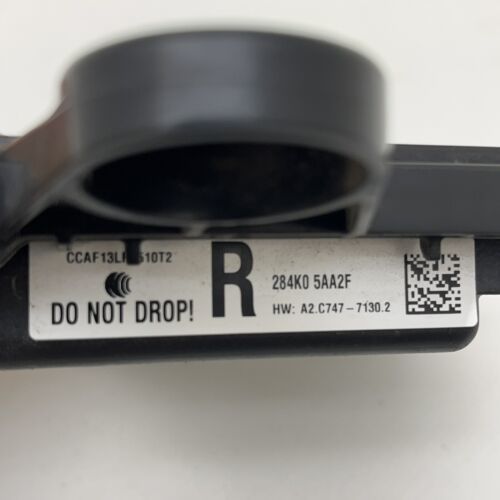 DO NOT DROP!
R
284K0 5AA2F
HW: A2.C747-7130.2